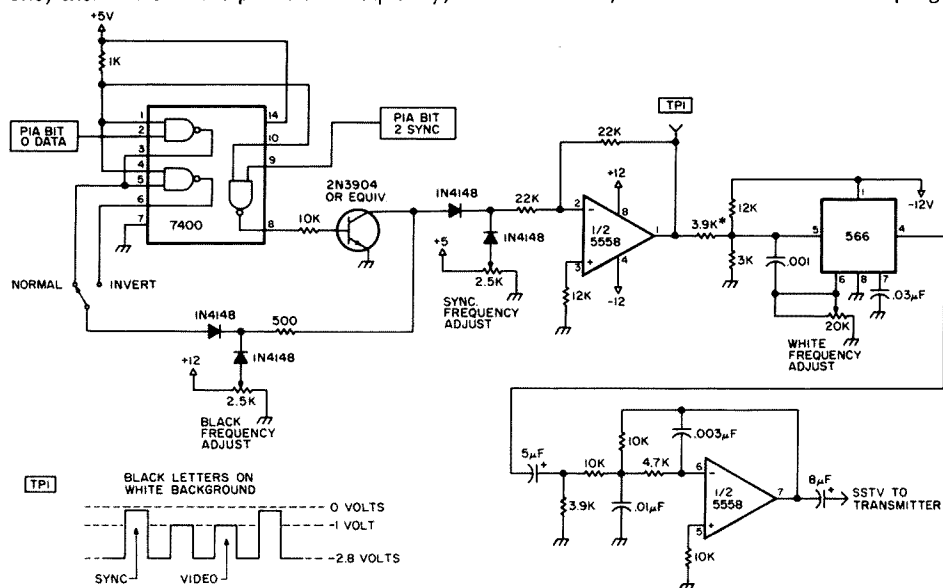 +5V
1K
PIA BIT
0 DATA
1
2
3
4
5
6
7
14
10
9
8
7400
PIA BIT
2 SYNC
2N3904
OR EQUIV.
10K
NORMAL
INVERT
1N4148
500
1N4148
+12
2.5K
BLACK
FREQUENCY
ADJUST
1N4148
1N4148
+5
2.5K
SYNC.
FREQUENCY
ADJUST
22K
22K
TP1
+12
2
8
1/2
5558
1
3
4
-12
12K
3.9K*
12K
3K
.001
-12V
1
5
566
4
6
8
7
.03µF
20K
WHITE
FREQUENCY
ADJUST
TP1
BLACK LETTERS ON
WHITE BACKGROUND
0 VOLTS
-1 VOLT
-2.8 VOLTS
SYNC
VIDEO
5µF
+
3.9K
10K
10K
.01µF
4.7K
.003µF
6
1/2
5558
7
5
10K
8µF
+
SSTV TO
TRANSMITTER